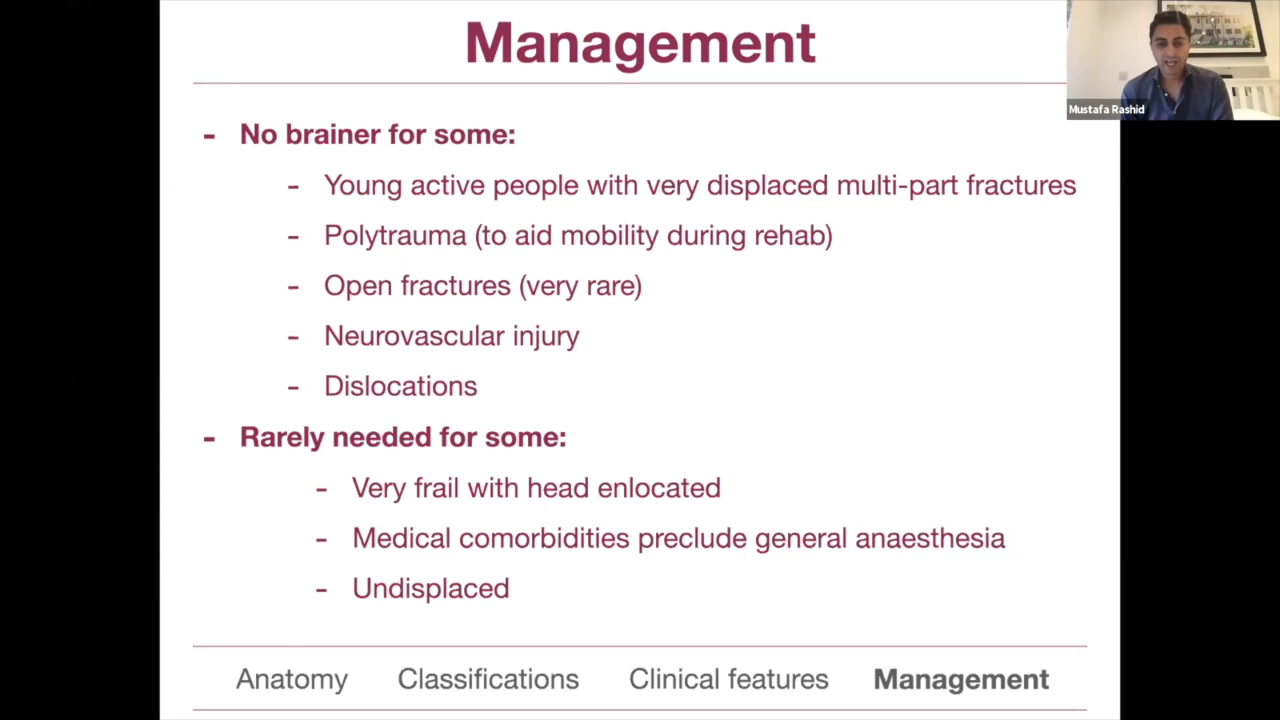 Management
Mustafa Rashid
- No brainer for some:
- Young active people with very displaced multi-part fractures
- Polytrauma (to aid mobility during rehab)
- Open fractures (very rare)
- Neurovascular injury
- Dislocations
- Rarely needed for some:
- Very frail with head enlocated
- Medical comorbidities preclude general anaesthesia
- Undisplaced
Anatomy Classifications Clinical features Management